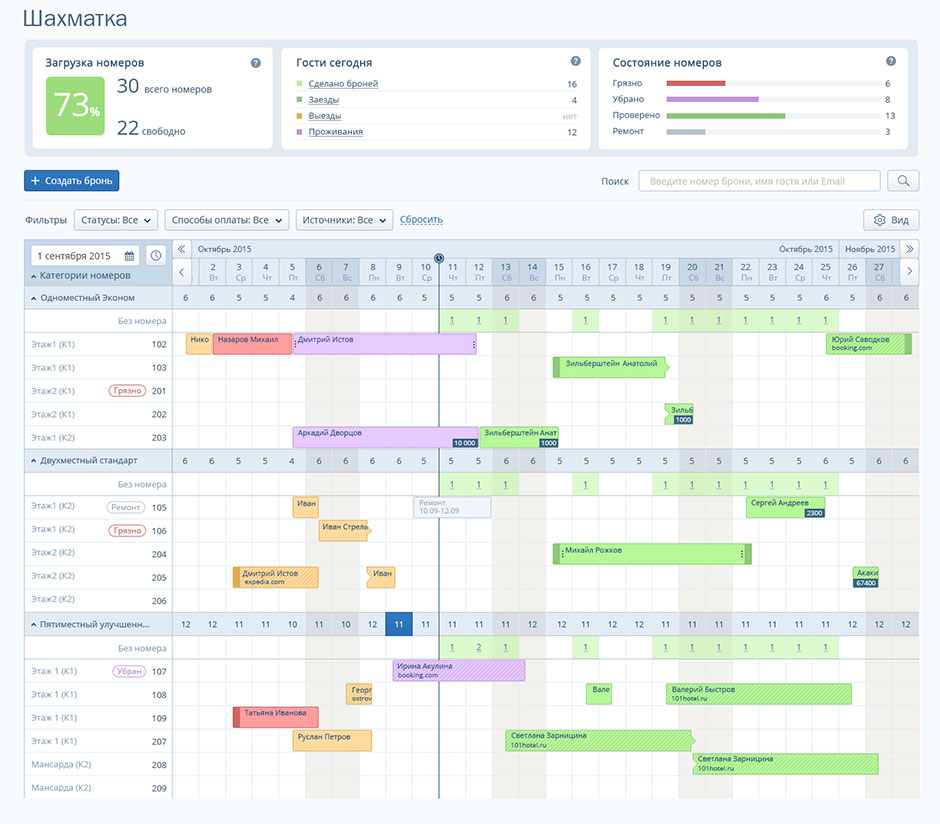 Шахматка
Загрузка номеров ?
73%
30 всего номеров
22 свободно
Гости сегодня ?
Сделано броней 16
Заезды 4
Выезды нет
Проживания 12
Состояние номеров ?
Грязно 6
Убрано 8
Проверено 13
Ремонт 3
+ Создать бронь
Поиск Введите номер брони, имя гостя или Email
Фильтры Статусы: Все Способы оплаты: Все Источники: Все Сбросить Вид
1 сентября 2015 Октябрь 2015 Октябрь 2015 Ноябрь 2015
2 3 4 5 6 7 8 9 10 11 12 13 14 15 16 17 18 19 20 21 22 23 24 25 26 27
Категории номеров Вт Ср Чт Пт Сб Вс Пн Вт Ср Чт Пт Сб Вс Пн Вт Ср Чт Пт Сб Вс Пн Вт Ср Чт Пт Сб
Одноместный Эконом 6 6 5 5 4 6 6 6 6 5 5 5 6 6 5 5 5 5 5 5 5 5 5 5 6 5 6 6
Без номера 1 1 1 1 1 1 1 1 1 1 1
Этаж1 (К1) 102 Нико Назаров Михаил Дмитрий Истов Юрий Саводков
booking.com
Этаж1 (К1) 103 Зильберштейн Анатолий
Этаж2 (К1) Грязно 201
Этаж2 (К1) 202 Зильб
1000
Этаж1 (К2) 203 Аркадий Дворцов Зильберштейн Анат
10 000 1000
Двухместный стандарт 6 6 5 5 4 6 6 6 6 5 5 5 6 6 5 5 5 5 5 5 5 5 5 5 6 5 6 6
Без номера 1 1 1 1 1 1 1 1 1 1 1
Этаж1 (К2) Ремонт 105 Иван Ремонт Сергей Андреев
10.09-12.09 2300
Этаж1 (К2) Грязно 106 Иван Стрель
Этаж2 (К2) 204 Михаил Рожков
Этаж2 (К2) 205 Дмитрий Истов Иван Акаки
expedia.com 67400
Этаж2 (К2) 206
Пятиместный улучшенн... 12 12 11 11 10 11 10 12 11 11 11 11 11 12 12 11 11 12 11 11 11 11 11 11 11 12 12 12
Без номера 1 2 1 1 1 1 1 1 1 1 1
Этаж 1 (К1) Убран 107 Ирина Акулина
booking.com
Этаж 1 (К1) 108 Георг Вале Валерий Быстров
ostrov 101hotel.ru
Этаж 1 (К1) 109 Татьяна Иванова
Этаж 1 (К1) 207 Руслан Петров Светлана Зарницина
101hotel.ru
Мансарда (К2) 208 Светлана Зарницина
101hotel.ru
Мансарда (К2) 209